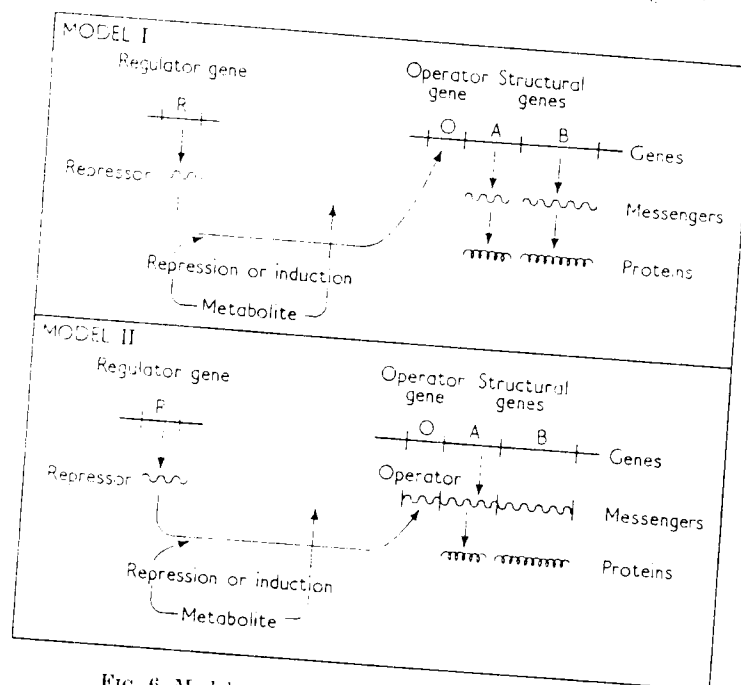 MODEL I
Regulator gene
Operator Structural
gene genes
R
O A B
Genes
Repressor
Messengers
Repression or induction
Proteins
Metabolite
MODEL II
Regulator gene
Operator Structural
gene genes
R
O A B
Genes
Operator
Repressor
Messengers
Repression or induction
Proteins
Metabolite
FIG. 6.